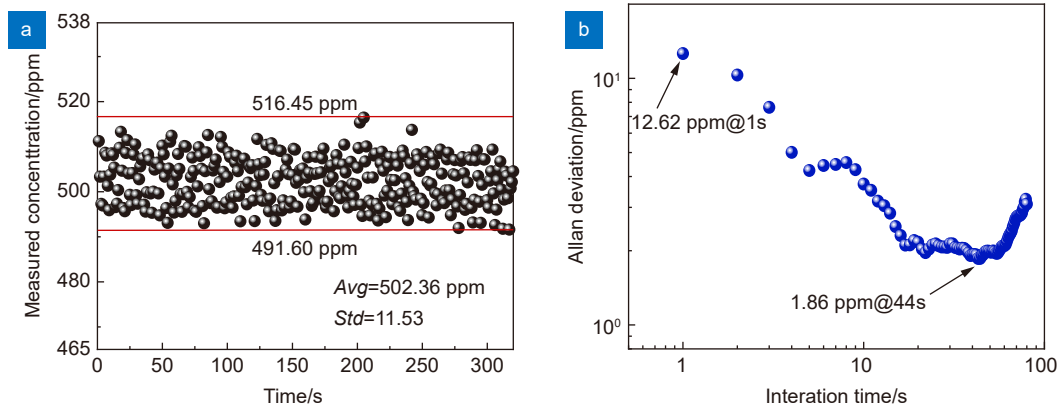 a
Measured concenttration/ppm
538
520
500
480
465
516.45 ppm
491.60 ppm
Avg=502.36 ppm
Std=11.53
0 50 100 150 200 250 300
Time/s
b
Allan deviation/ppm
10¹
10⁰
12.62 ppm@1s
1.86 ppm@44s
1 10 100
Interation time/s